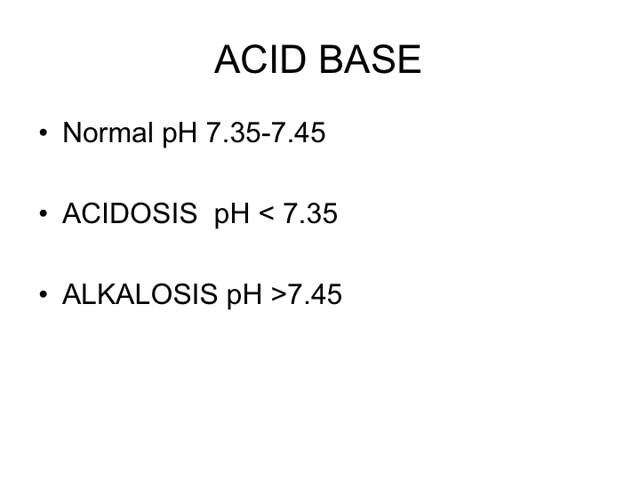 ACID BASE
• Normal pH 7.35-7.45
• ACIDOSIS  pH < 7.35
• ALKALOSIS pH >7.45